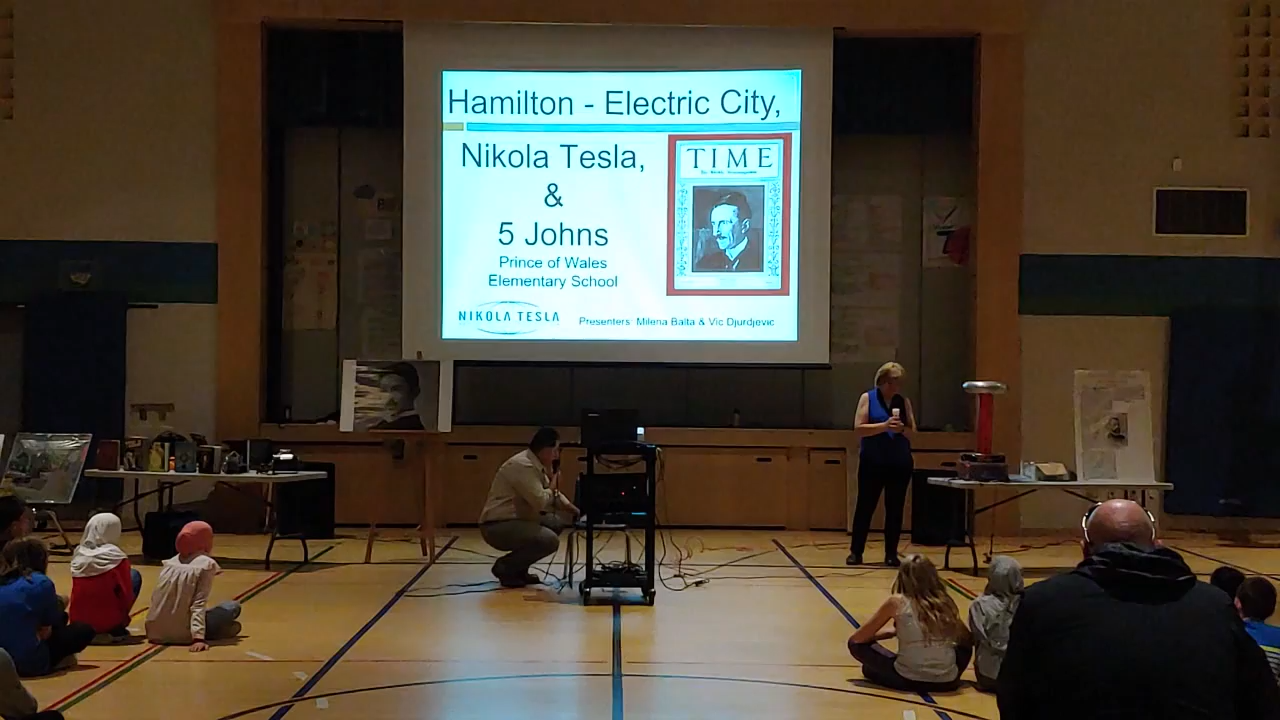 Hamilton - Electric City,
Nikola Tesla,
&
5 Johns
Prince of Wales
Elementary School
TIME
NIKOLA TESLA
Presenters: Milena Balta & Vic Djurdjevic